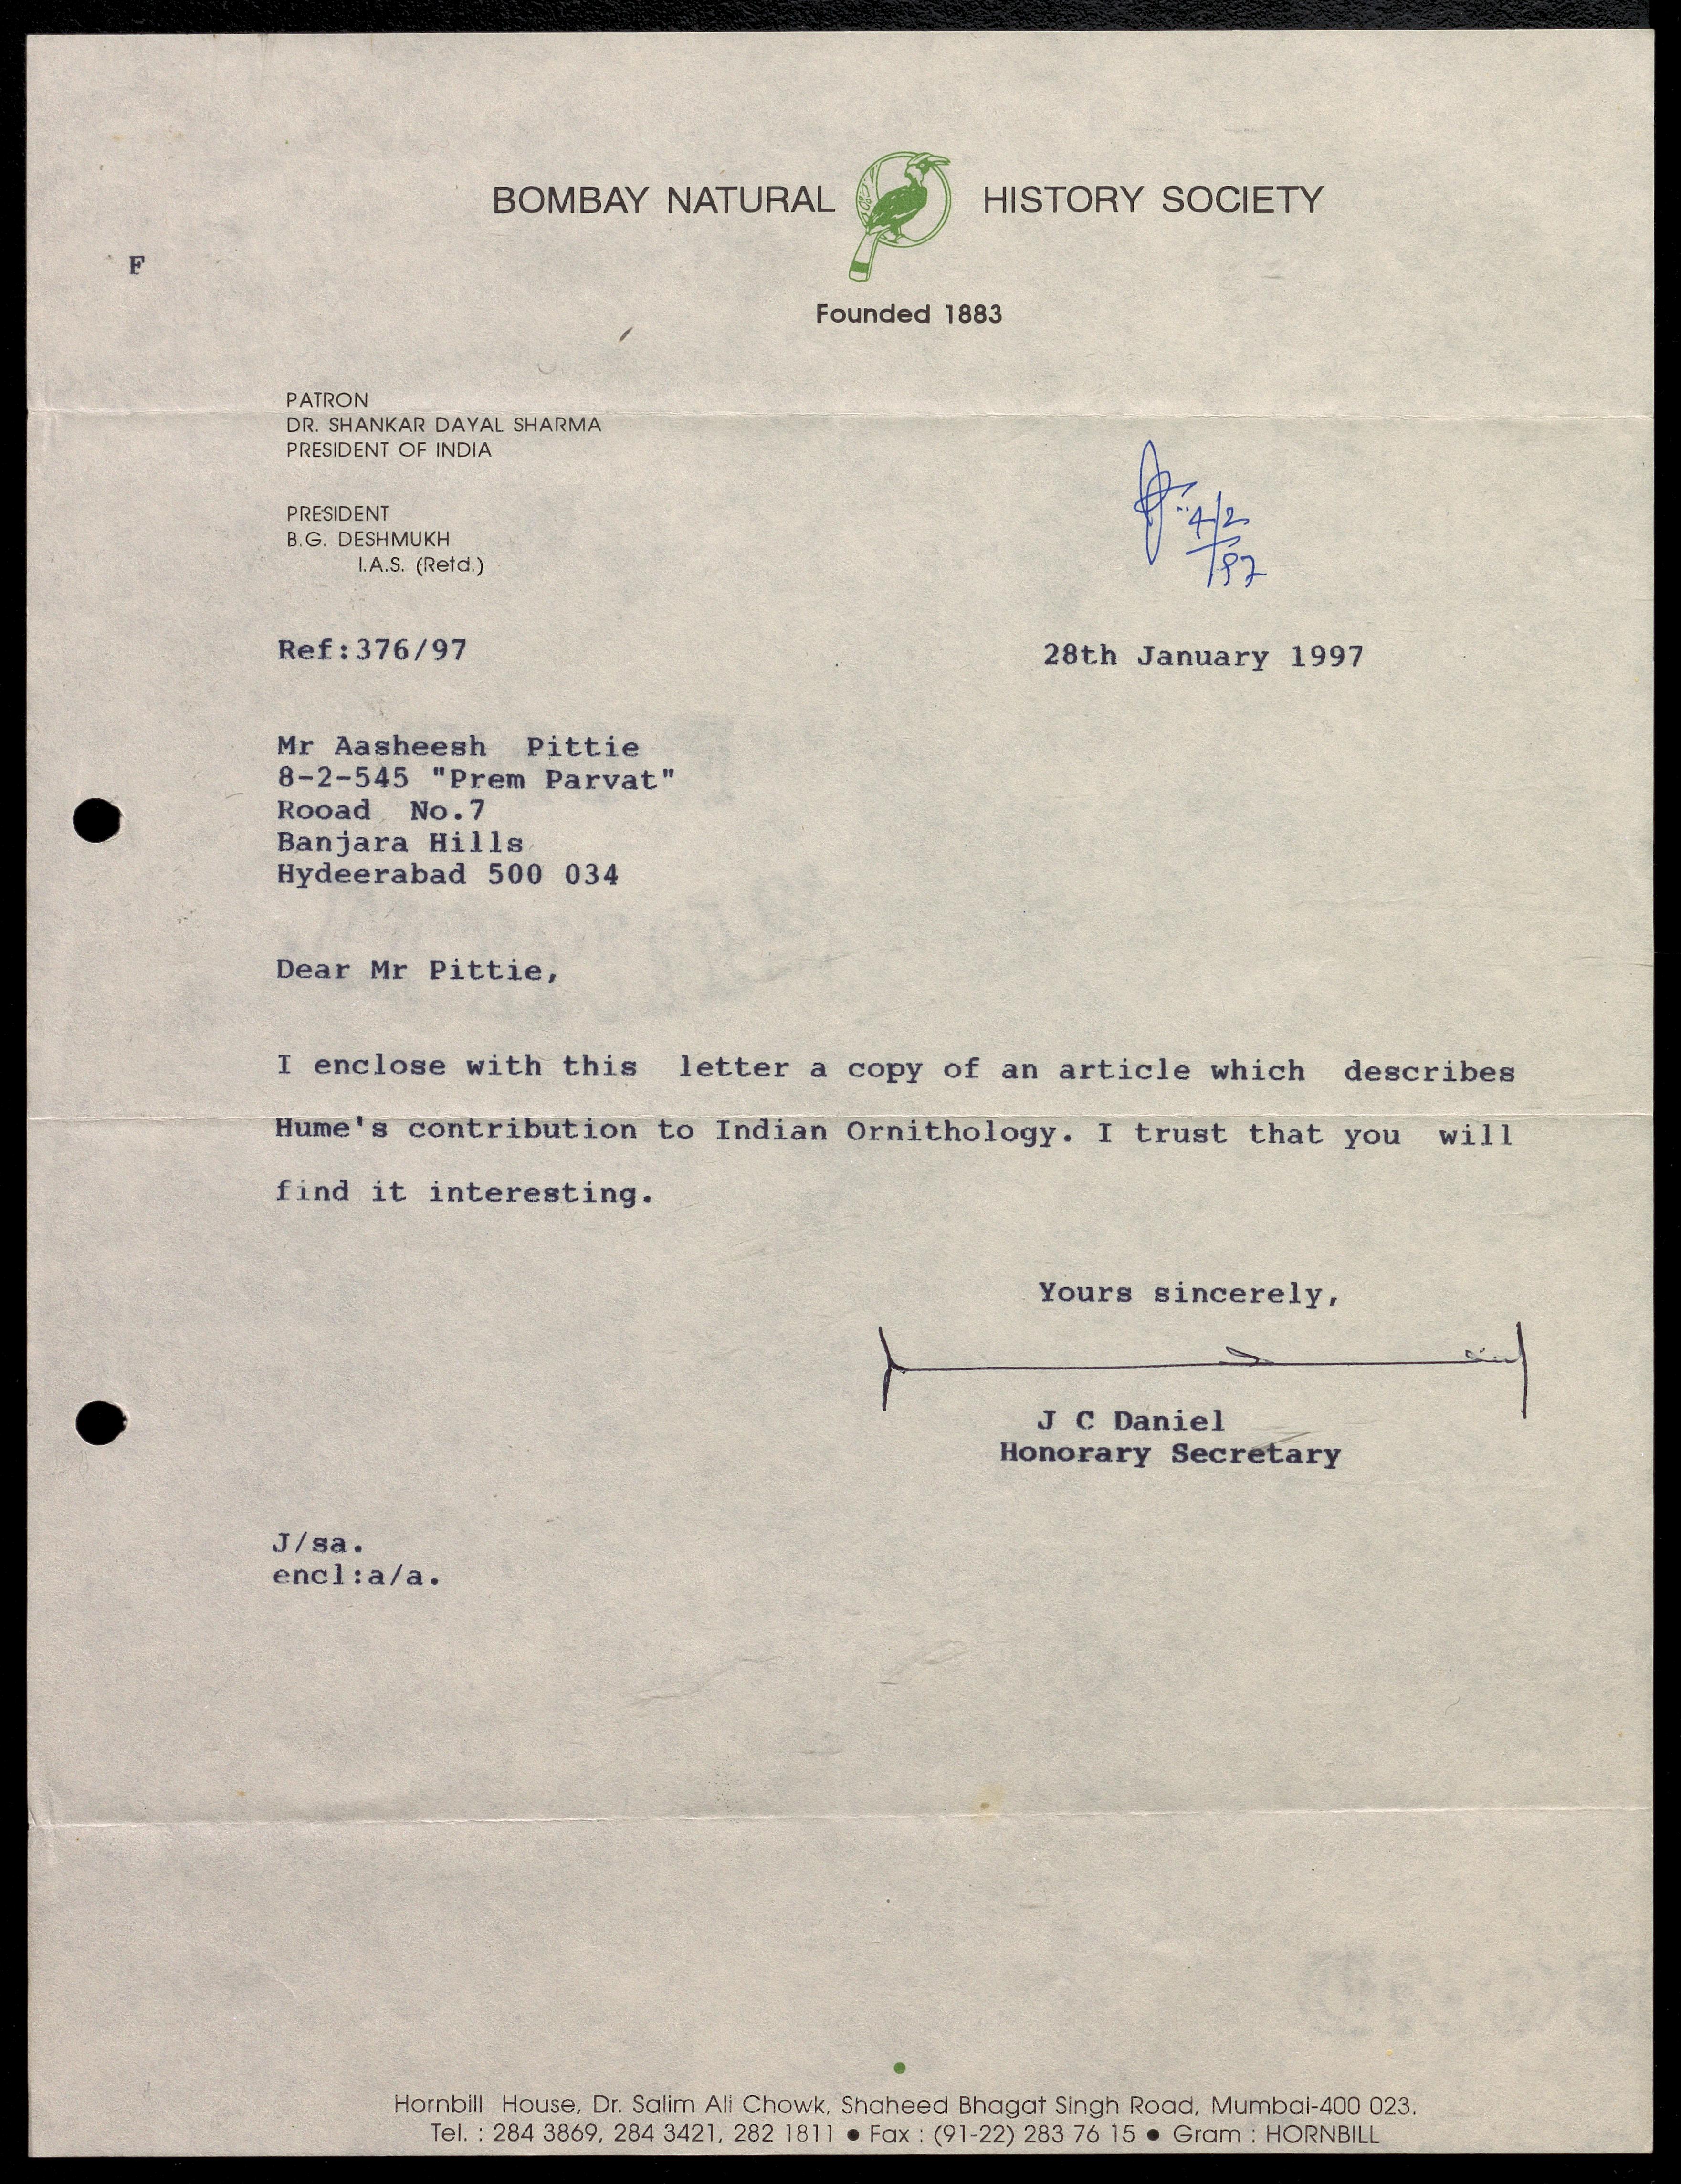 BOMBAY NATURAL HISTORY SOCIETY
F
Founded 1883
PATRON
DR. SHANKAR DAYAL SHARMA
PRESIDENT OF INDIA
PRESIDENT
B.G. DESHMUKH
I.A.S. (Retd.)
4/2
/97
Ref:376/97
28th January 1997
Mr Aasheesh Pittie
8-2-545 "Prem Parvat"
Rooad No.7
Banjara Hills
Hydeerabad 500 034
Dear Mr Pittie,
I enclose with this letter a copy of an article which describes
Hume's contribution to Indian Ornithology. I trust that you will
find it interesting.
Yours sincerely,
J C Daniel
Honorary Secretary
J/sa.
encl:a/a.
Hornbill House, Dr. Salim Ali Chowk, Shaheed Bhagat Singh Road, Mumbai-400 023.
Tel. : 284 3869, 284 3421, 282 1811 ● Fax : (91-22) 283 76 15 ● Gram : HORNBILL